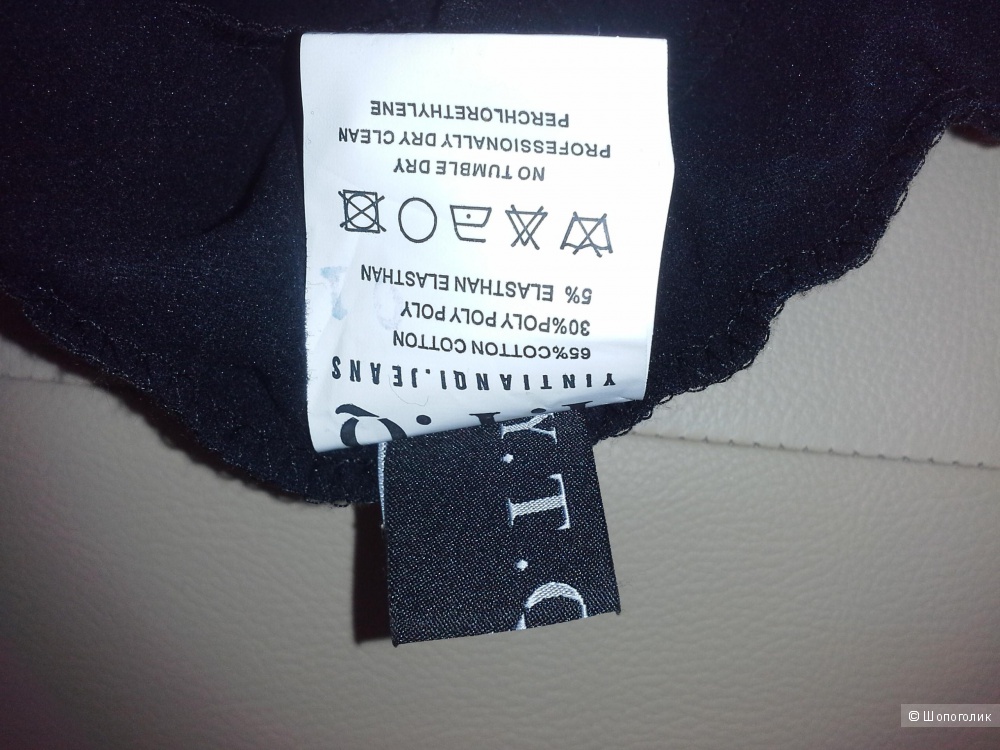 Y.T.Q
YINTIANQI.JEANS
65%COTTON COTTON
30%POLY POLY POLY
5% ELASTHAN ELASTHAN
NO TUMBLE DRY
PROFESSIONALLY DRY CLEAN
PERCHLORETHYLENE
Y.T.Q
© Шопоголик